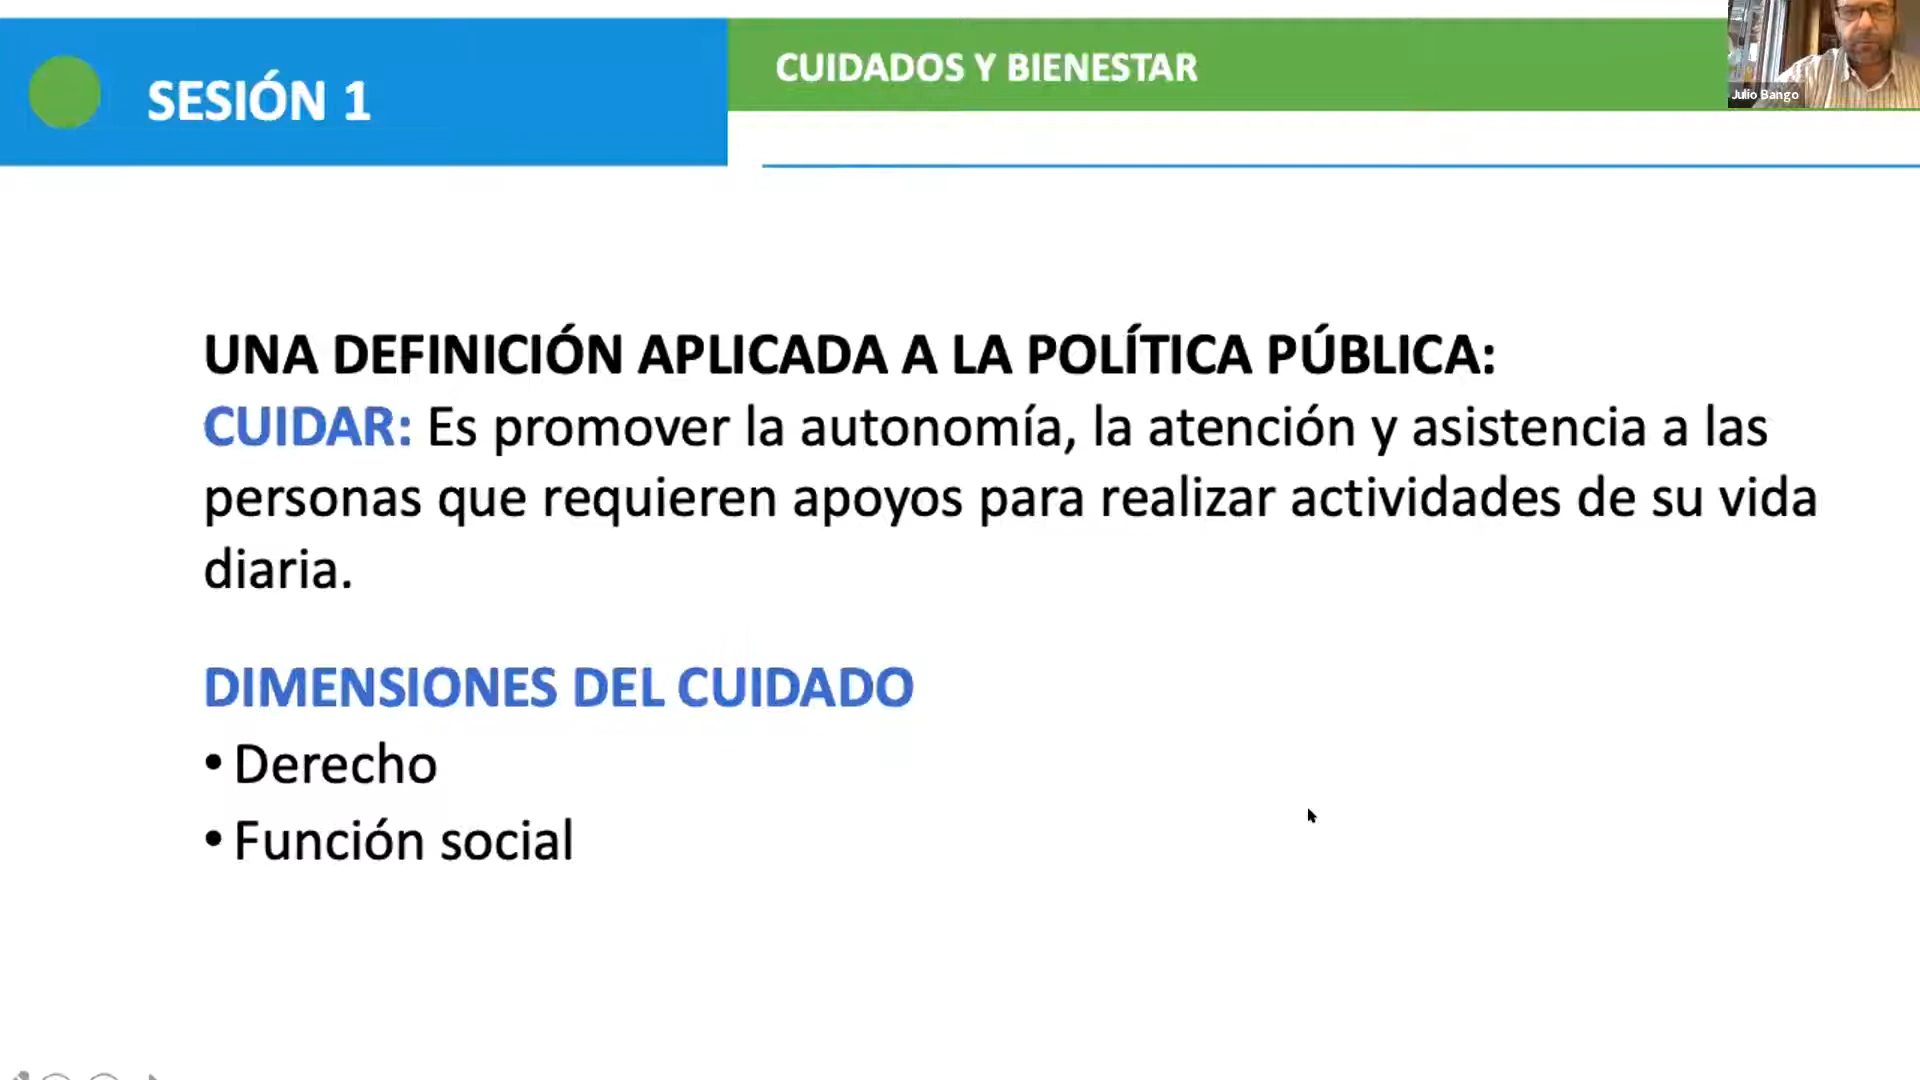 SESIÓN 1
CUIDADOS Y BIENESTAR
Julio Bango
UNA DEFINICIÓN APLICADA A LA POLÍTICA PÚBLICA:
CUIDAR: Es promover la autonomía, la atención y asistencia a las
personas que requieren apoyos para realizar actividades de su vida
diaria.
DIMENSIONES DEL CUIDADO
• Derecho
• Función social